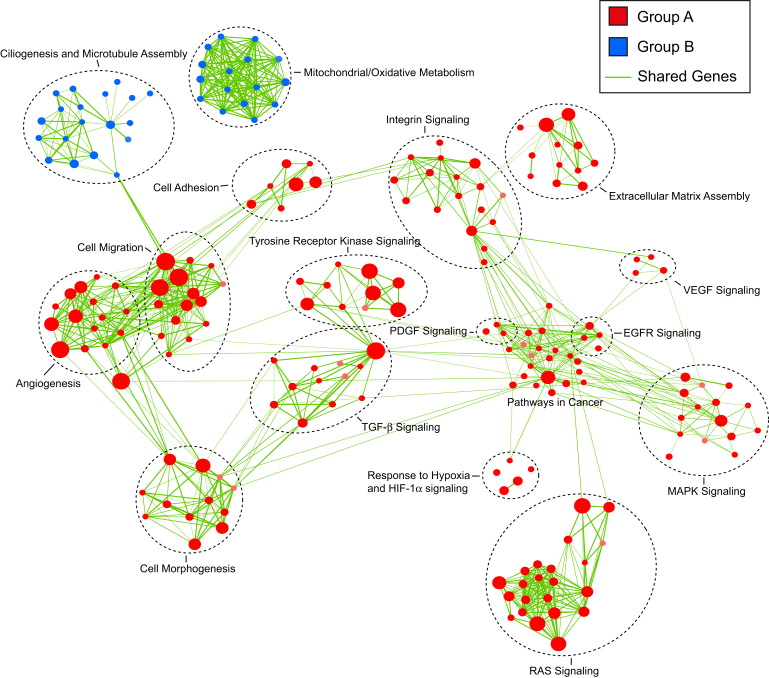 Group A
Group B
Shared Genes
Ciliogenesis and Microtubule Assembly
Mitochondrial/Oxidative Metabolism
Integrin Signaling
Cell Adhesion
Extracellular Matrix Assembly
Cell Migration
Tyrosine Receptor Kinase Signaling
VEGF Signaling
PDGF Signaling
EGFR Signaling
Angiogenesis
Pathways in Cancer
TGF-β Signaling
Response to Hypoxia
and HIF-1α signaling
MAPK Signaling
Cell Morphogenesis
RAS Signaling